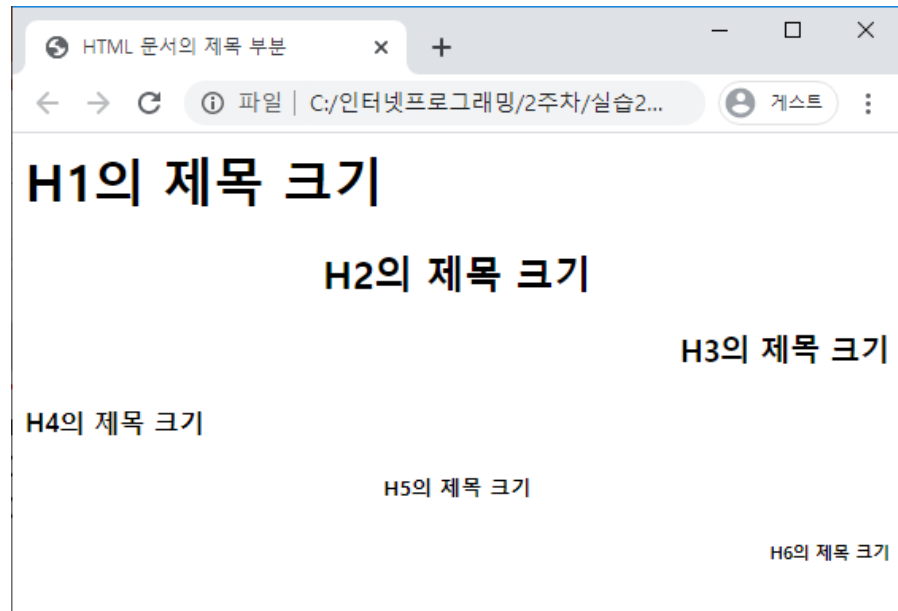 HTML 문서의 제목 부분
파일 | C:/인터넷프로그래밍/2주차/실습2... 게스트
H1의 제목 크기
H2의 제목 크기
H3의 제목 크기
H4의 제목 크기
H5의 제목 크기
H6의 제목 크기